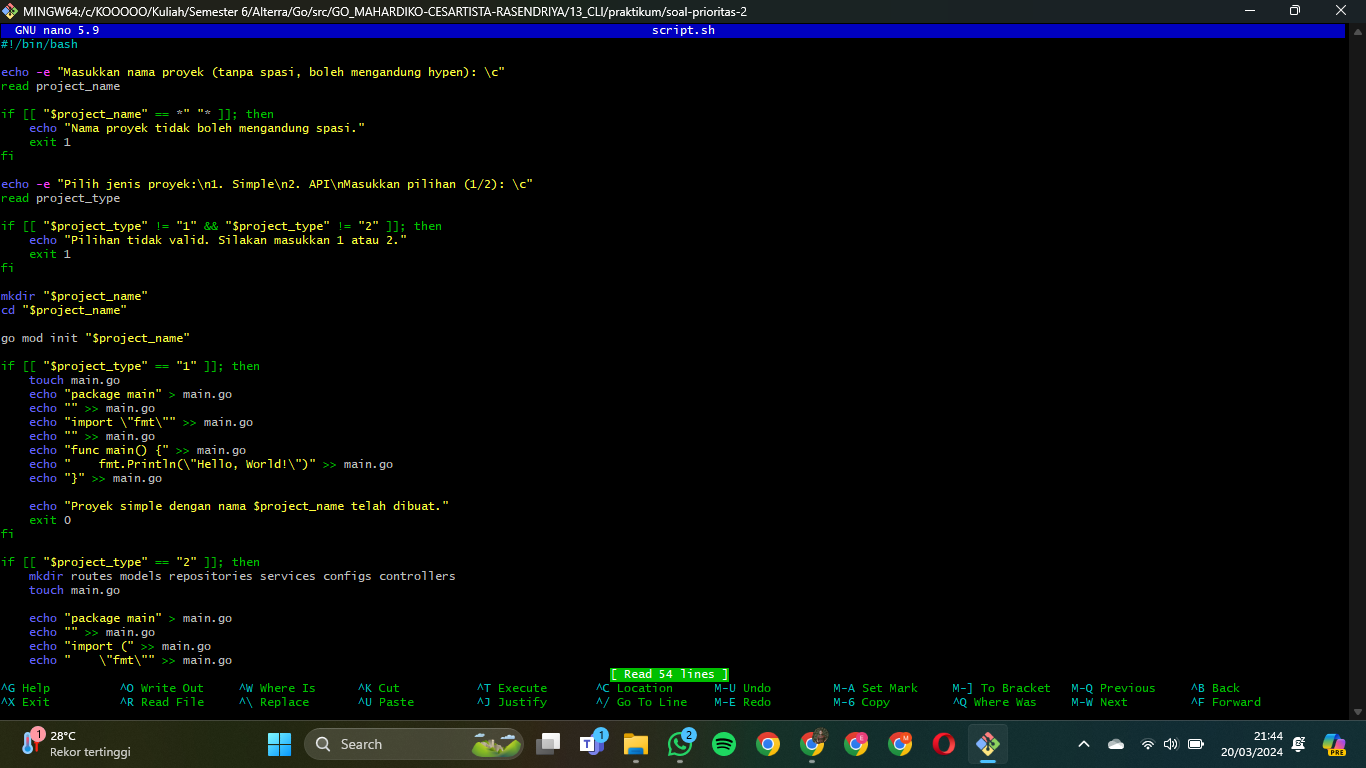 MINGW64:/c/KOOOOO/Kuliah/Semester 6/Alterra/Go/src/GO_MAHARDIKO-CESARTISTA-RASENDRIYA/13_CLI/praktikum/soal-prioritas-2
GNU nano 5.9 script.sh
#!/bin/bash

echo -e "Masukkan nama proyek (tanpa spasi, boleh mengandung hypen): \c"
read project_name

if [[ "$project_name" == *" "* ]]; then
    echo "Nama proyek tidak boleh mengandung spasi."
    exit 1
fi

echo -e "Pilih jenis proyek:\n1. Simple\n2. API\nMasukkan pilihan (1/2): \c"
read project_type

if [[ "$project_type" != "1" && "$project_type" != "2" ]]; then
    echo "Pilihan tidak valid. Silakan masukkan 1 atau 2."
    exit 1
fi

mkdir "$project_name"
cd "$project_name"

go mod init "$project_name"

if [[ "$project_type" == "1" ]]; then
    touch main.go
    echo "package main" > main.go
    echo "" >> main.go
    echo "import \"fmt\"" >> main.go
    echo "" >> main.go
    echo "func main() {" >> main.go
    echo "    fmt.Println(\"Hello, World!\")" >> main.go
    echo "}" >> main.go

    echo "Proyek simple dengan nama $project_name telah dibuat."
    exit 0
fi

if [[ "$project_type" == "2" ]]; then
    mkdir routes models repositories services configs controllers
    touch main.go

    echo "package main" > main.go
    echo "" >> main.go
    echo "import (" >> main.go
    echo "    \"fmt\"" >> main.go
[ Read 54 lines ]
^G Help ^O Write Out ^W Where Is ^K Cut ^T Execute ^C Location M-U Undo M-A Set Mark M-] To Bracket M-Q Previous ^B Back
^X Exit ^R Read File ^\ Replace ^U Paste ^J Justify ^/ Go To Line M-E Redo M-6 Copy ^Q Where Was M-W Next ^F Forward
1 28°C
Rekor tertinggi
Search
1
2
21:44
20/03/2024
PRE